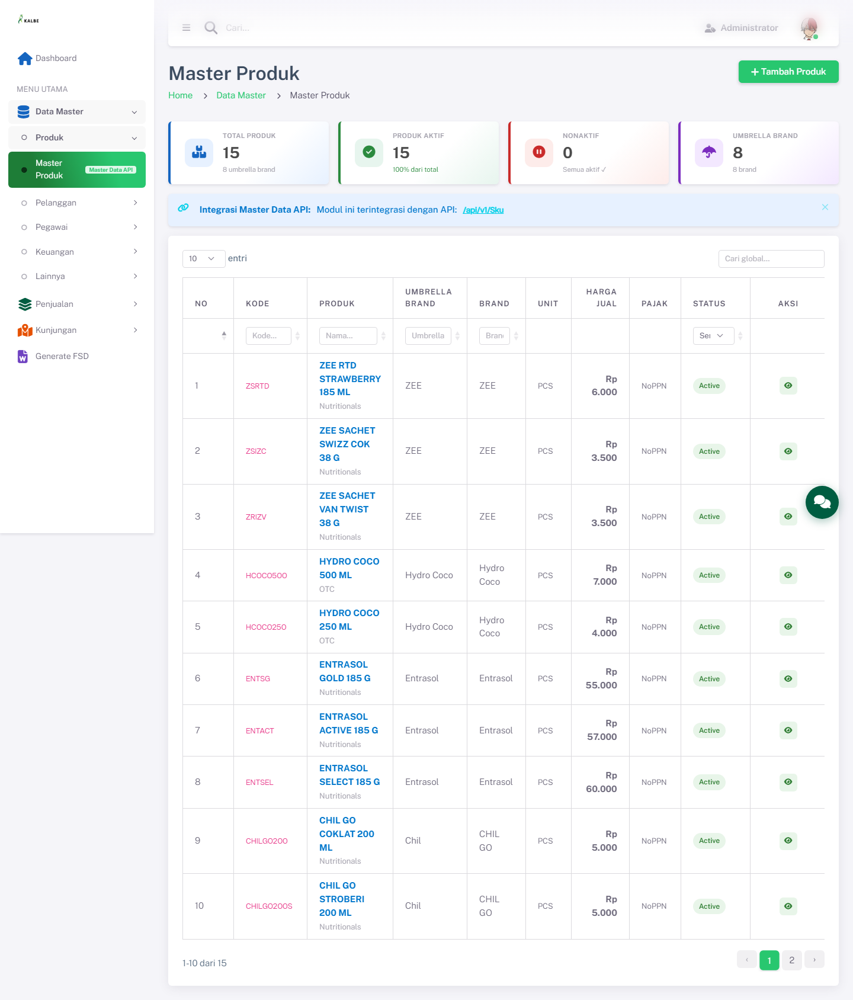 KALBE
Dashboard
MENU UTAMA
Data Master
Produk
Master
Produk
Master Data API
Pelanggan
Pegawai
Keuangan
Lainnya
Penjualan
Kunjungan
Generate FSD
Cari...
Administrator
Master Produk
+ Tambah Produk
Home > Data Master > Master Produk
TOTAL PRODUK
15
8 umbrella brand
PRODUK AKTIF
15
100% dari total
NONAKTIF
0
Semua aktif ✓
UMBRELLA BRAND
8
8 brand
Integrasi Master Data API: Modul ini terintegrasi dengan API: /api/v1/Sku
10 entri
Cari global...
NO KODE PRODUK UMBRELLA BRAND BRAND UNIT HARGA JUAL PAJAK STATUS AKSI
Kode... Nama... Umbrella Bran Ser
1 ZSRTD ZEE RTD STRAWBERRY 185 ML Nutritionals ZEE ZEE PCS Rp 6.000 NoPPN Active
2 ZSIZC ZEE SACHET SWIZZ COK 38 G Nutritionals ZEE ZEE PCS Rp 3.500 NoPPN Active
3 ZRIZV ZEE SACHET VAN TWIST 38 G Nutritionals ZEE ZEE PCS Rp 3.500 NoPPN Active
4 HCOCO500 HYDRO COCO 500 ML OTC Hydro Coco Hydro Coco PCS Rp 7.000 NoPPN Active
5 HCOCO250 HYDRO COCO 250 ML OTC Hydro Coco Hydro Coco PCS Rp 4.000 NoPPN Active
6 ENTSG ENTRASOL GOLD 185 G Nutritionals Entrasol Entrasol PCS Rp 55.000 NoPPN Active
7 ENTACT ENTRASOL ACTIVE 185 G Nutritionals Entrasol Entrasol PCS Rp 57.000 NoPPN Active
8 ENTSEL ENTRASOL SELECT 185 G Nutritionals Entrasol Entrasol PCS Rp 60.000 NoPPN Active
9 CHILGO200 CHIL GO COKLAT 200 ML Nutritionals Chil CHIL GO PCS Rp 5.000 NoPPN Active
10 CHILGO200S CHIL GO STROBERI 200 ML Nutritionals Chil CHIL GO PCS Rp 5.000 NoPPN Active
1-10 dari 15
‹ 1 2 ›